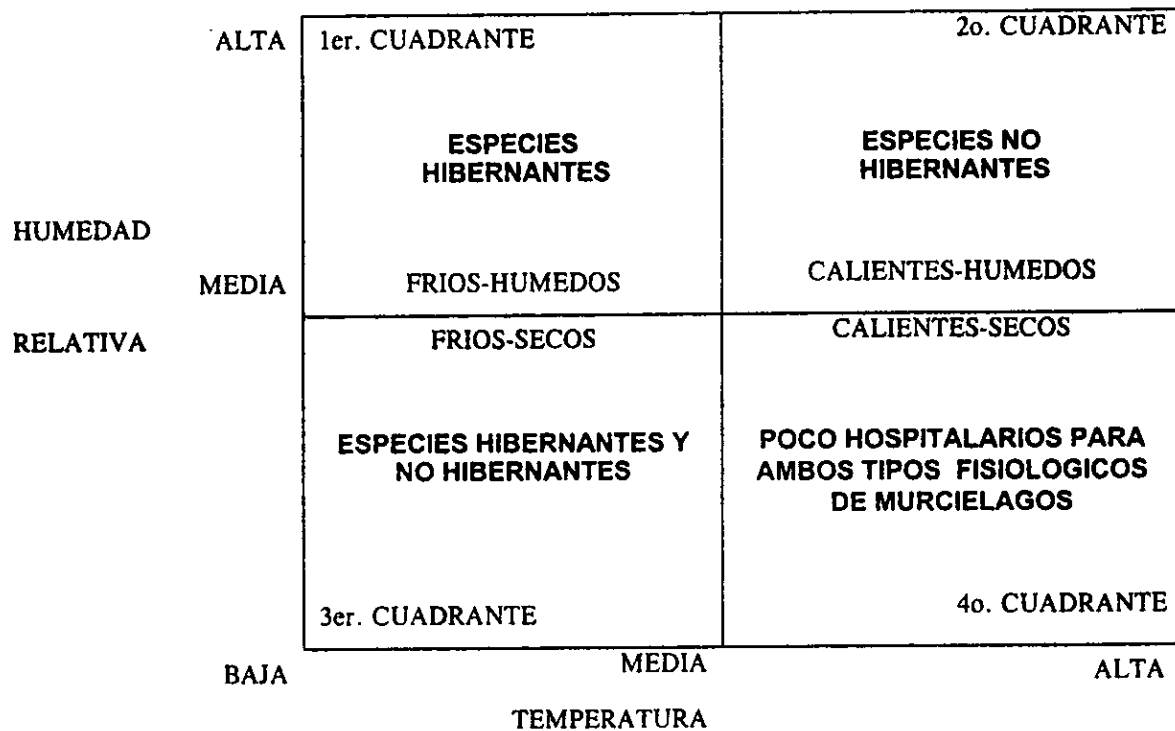 ALTA
1er. CUADRANTE
2o. CUADRANTE
ESPECIES
HIBERNANTES
ESPECIES NO
HIBERNANTES
HUMEDAD
MEDIA
FRIOS-HUMEDOS
CALIENTES-HUMEDOS
RELATIVA
FRIOS-SECOS
CALIENTES-SECOS
ESPECIES HIBERNANTES Y
NO HIBERNANTES
POCO HOSPITALARIOS PARA
AMBOS TIPOS FISIOLOGICOS
DE MURCIELAGOS
3er. CUADRANTE
4o. CUADRANTE
BAJA
MEDIA
ALTA
TEMPERATURA